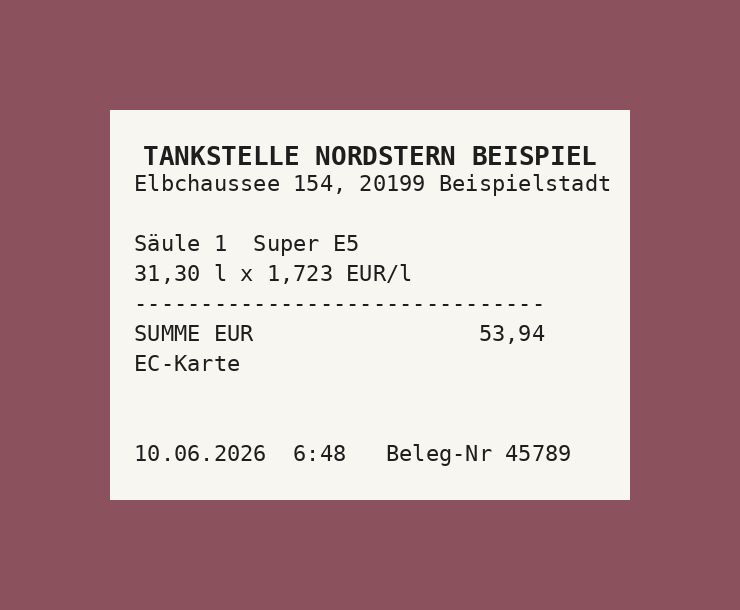 TANKSTELLE NORDSTERN BEISPIEL
Elbchaussee 154, 20199 Beispielstadt
Säule 1  Super E5
31,30 l x 1,723 EUR/l
-------------------------------
SUMME EUR                 53,94
EC-Karte
10.06.2026  6:48   Beleg-Nr 45789